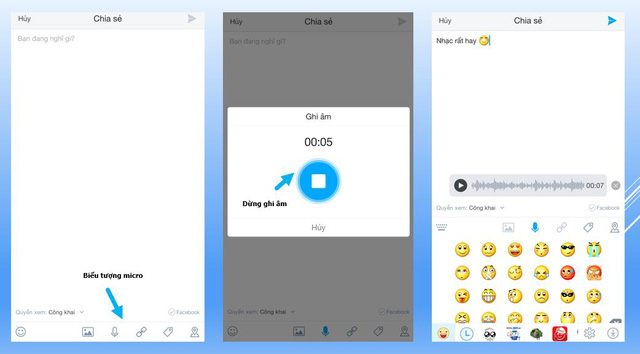 Hủy
Chia sẻ
Bạn đang nghĩ gì?
Biểu tượng micro
Quyền xem: Công khai
Facebook
Hủy
Chia sẻ
Bạn đang nghĩ gì?
Ghi âm
00:05
Dừng ghi âm
Hủy
Quyền xem: Công khai
Facebook
Hủy
Chia sẻ
Nhạc rất hay
00:07
Quyền xem: Công khai
Facebook